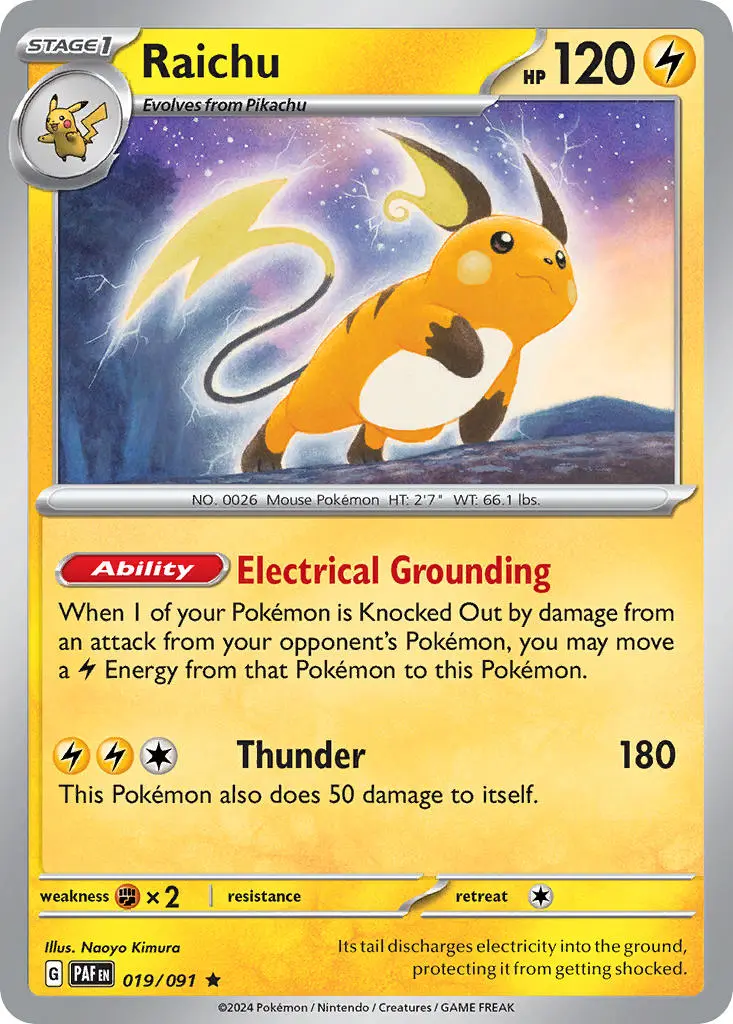 STAGE1
Raichu
HP 120
Evolves from Pikachu
NO. 0026 Mouse Pokémon HT: 2'7" WT: 66.1 lbs.
Ability Electrical Grounding
When 1 of your Pokémon is Knocked Out by damage from
an attack from your opponent's Pokémon, you may move
a Energy from that Pokémon to this Pokémon.
Thunder 180
This Pokémon also does 50 damage to itself.
weakness ×2 resistance retreat
Illus. Naoyo Kimura
Its tail discharges electricity into the ground,
protecting it from getting shocked.
G PAF EN 019/091 ★
©2024 Pokémon / Nintendo / Creatures / GAME FREAK